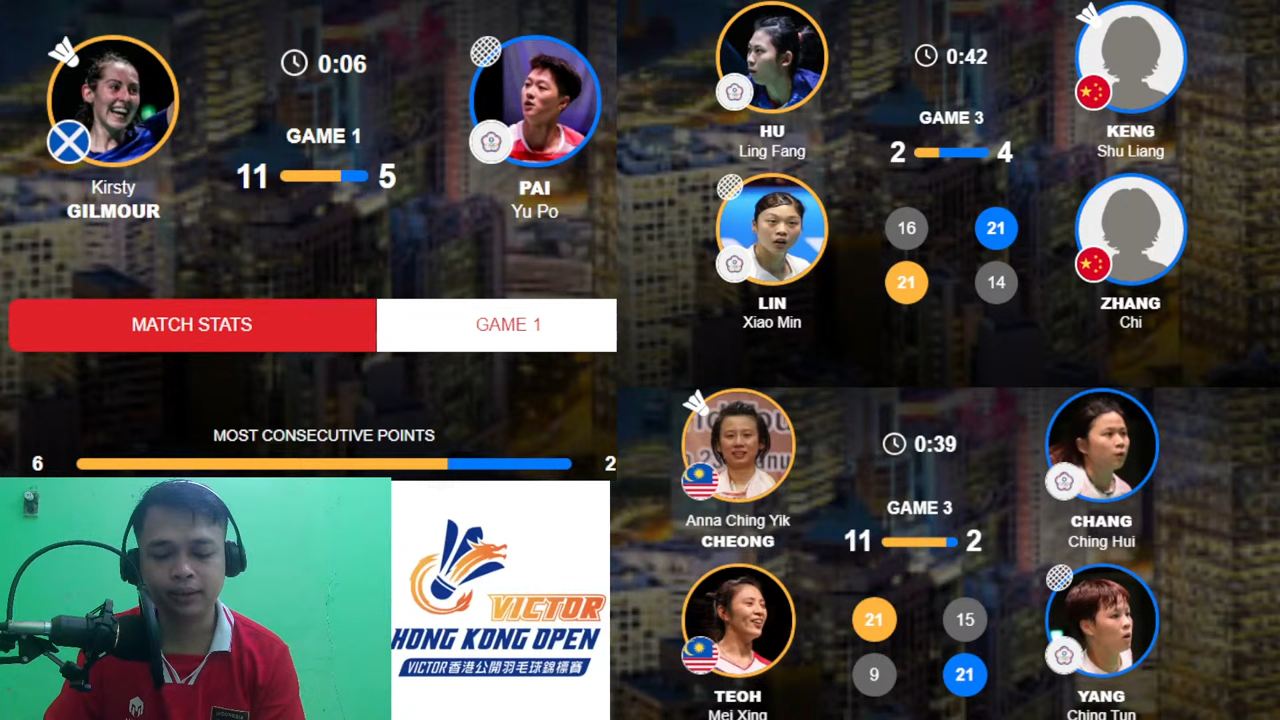 0:06
GAME 1
11 5
Kirsty
GILMOUR
PAI
Yu Po
MATCH STATS
GAME 1
MOST CONSECUTIVE POINTS
6 2
0:42
GAME 3
2 4
HU
Ling Fang
KENG
Shu Liang
16 21
21 14
LIN
Xiao Min
ZHANG
Chi
0:39
GAME 3
11 2
Anna Ching Yik
CHEONG
CHANG
Ching Hui
21 15
9 21
TEOH
Mei Xing
YANG
Ching Tun
VICTOR
HONG KONG OPEN
VICTOR香港公開羽毛球錦標賽
INDONESIA